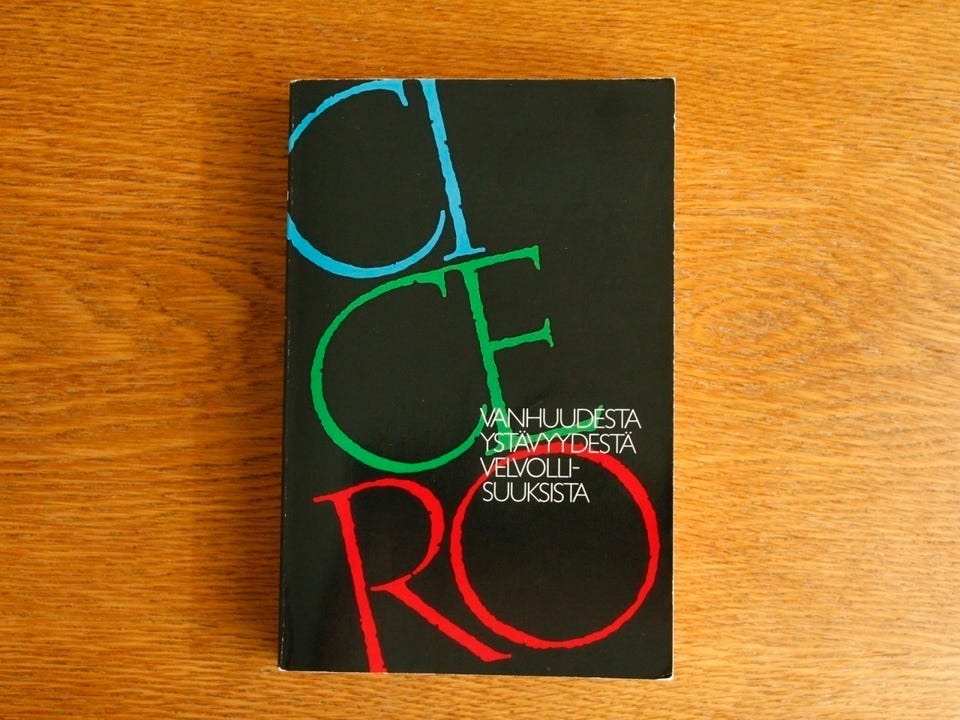 CI
CE
RO
VANHUUDESTA
YSTÄVYYDESTÄ
VELVOLLI-
SUUKSISTA